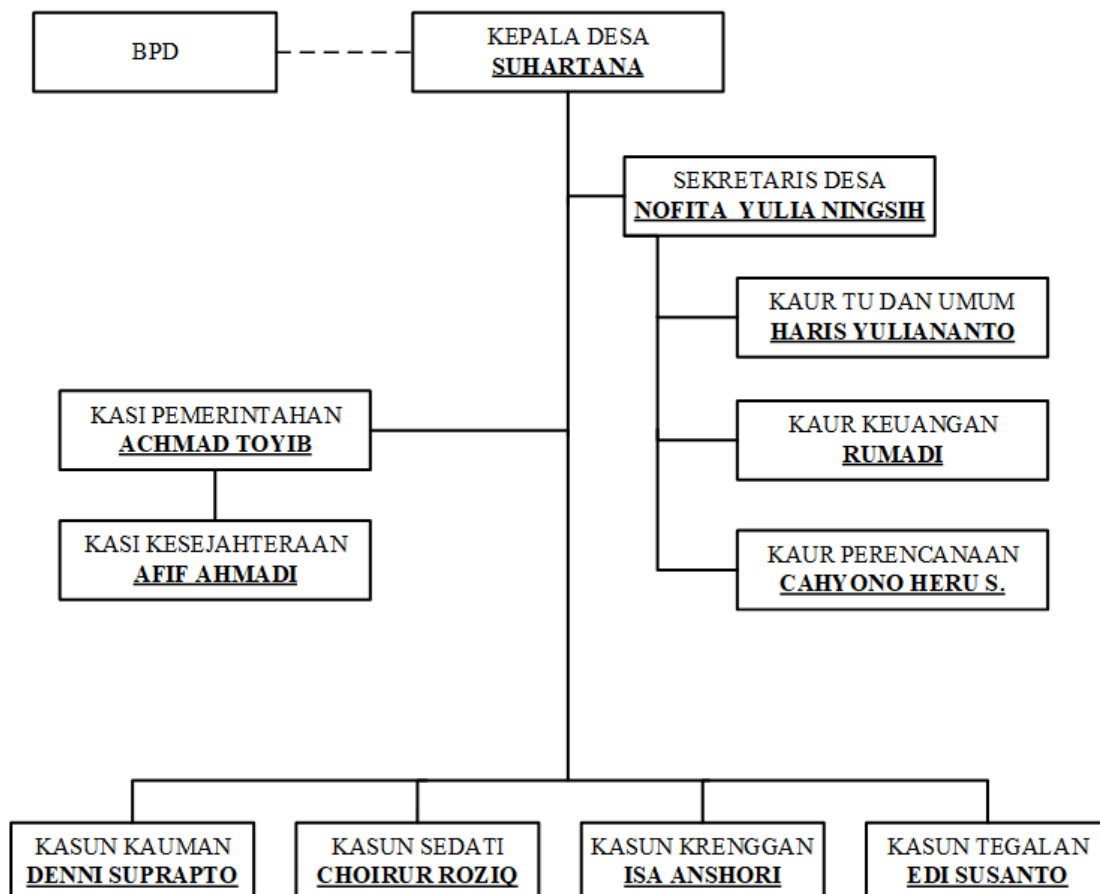 BPD
KEPALA DESA
SUHARTANA
SEKRETARIS DESA
NOFITA YULIA NINGSIH
KAUR TU DAN UMUM
HARIS YULIANANTO
KASI PEMERINTAHAN
ACHMAD TOYIB
KAUR KEUANGAN
RUMADI
KASI KESEJAHTERAAN
AFIF AHMADI
KAUR PERENCANAAN
CAHYONO HERU S.
KASUN KAUMAN
DENNI SUPRAPTO
KASUN SEDATI
CHOIRUR ROZIQ
KASUN KRENGGAN
ISA ANSHORI
KASUN TEGALAN
EDI SUSANTO